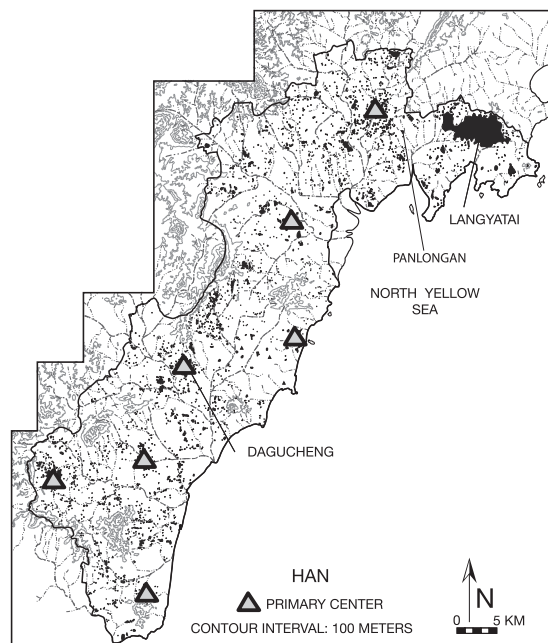 LANGYATAI
PANLONGAN
NORTH YELLOW
SEA
DAGUCHENG
HAN
PRIMARY CENTER
CONTOUR INTERVAL: 100 METERS
N
0 5 KM